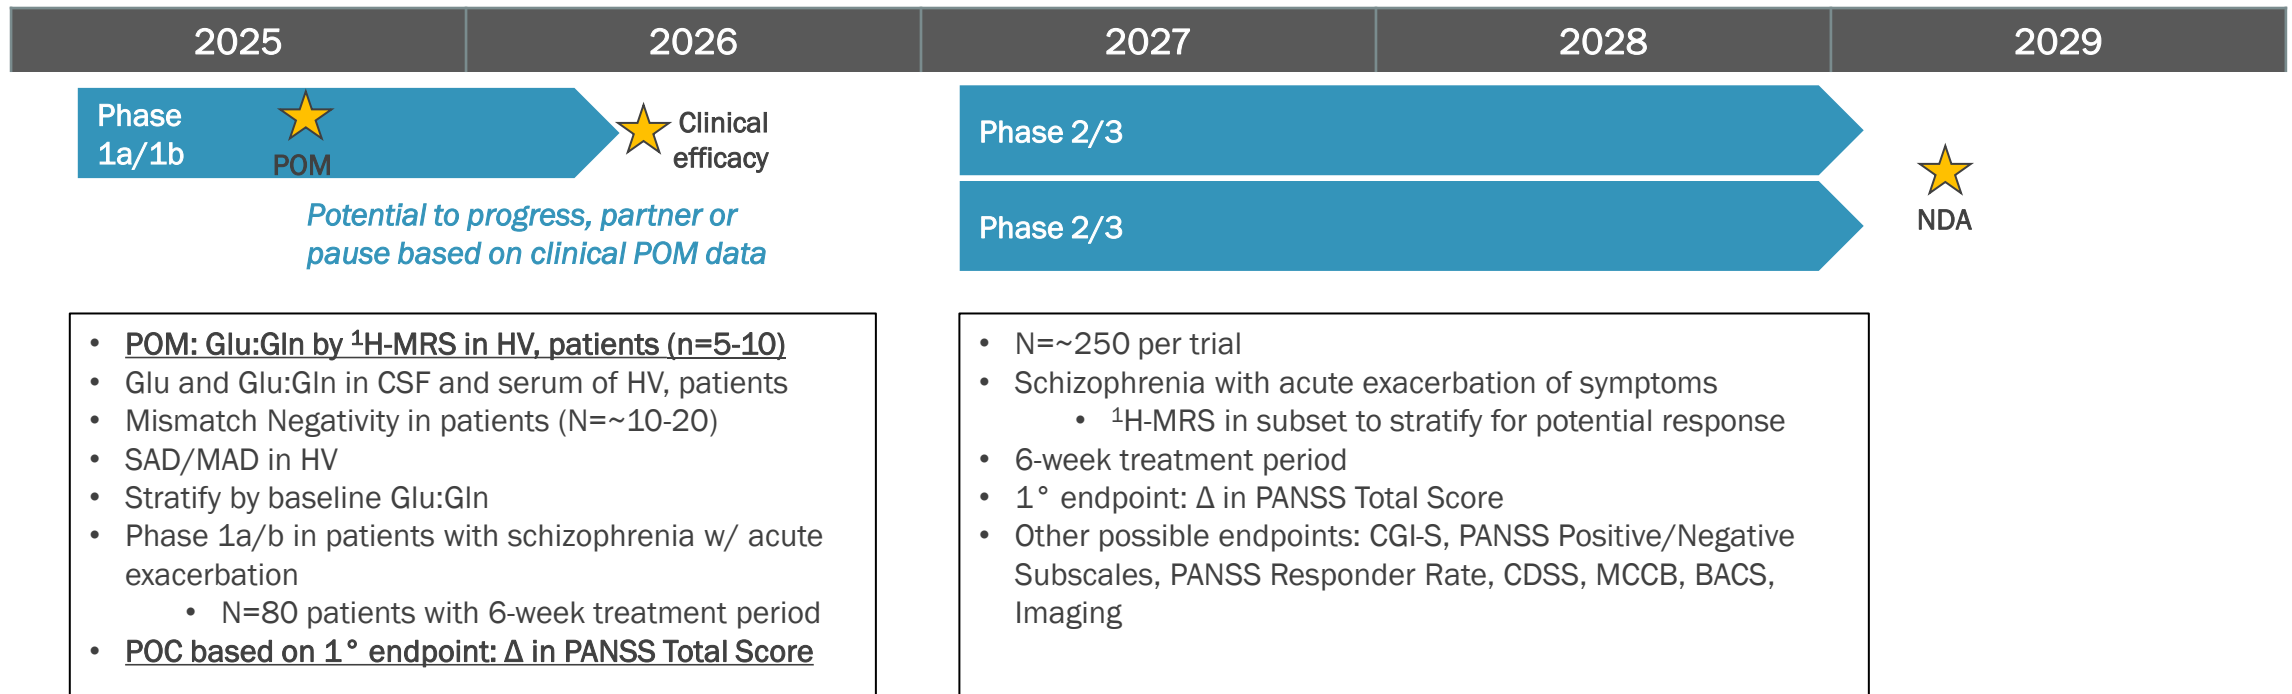 2025 2026 2027 2028 2029
Phase
1a/1b
POM
Clinical
efficacy
Potential to progress, partner or
pause based on clinical POM data
Phase 2/3
Phase 2/3
NDA
• POM: Glu:Gln by ¹H-MRS in HV, patients (n=5-10)
• Glu and Glu:Gln in CSF and serum of HV, patients
• Mismatch Negativity in patients (N=~10-20)
• SAD/MAD in HV
• Stratify by baseline Glu:Gln
• Phase 1a/b in patients with schizophrenia w/ acute
exacerbation
• N=80 patients with 6-week treatment period
• POC based on 1° endpoint: Δ in PANSS Total Score
• N=~250 per trial
• Schizophrenia with acute exacerbation of symptoms
• ¹H-MRS in subset to stratify for potential response
• 6-week treatment period
• 1° endpoint: Δ in PANSS Total Score
• Other possible endpoints: CGI-S, PANSS Positive/Negative
Subscales, PANSS Responder Rate, CDSS, MCCB, BACS,
Imaging